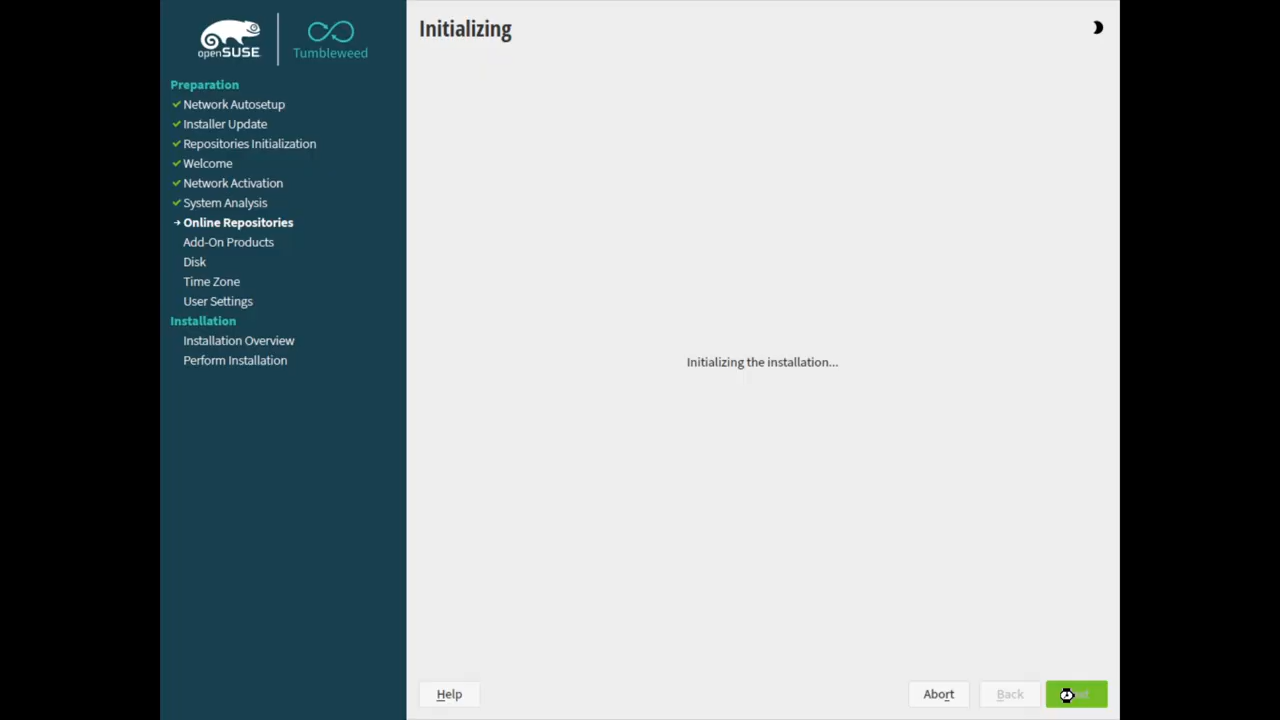 openSUSE
Tumbleweed
Preparation
Network Autosetup
Installer Update
Repositories Initialization
Welcome
Network Activation
System Analysis
Online Repositories
Add-On Products
Disk
Time Zone
User Settings
Installation
Installation Overview
Perform Installation
Initializing
Initializing the installation...
Help
Abort
Back